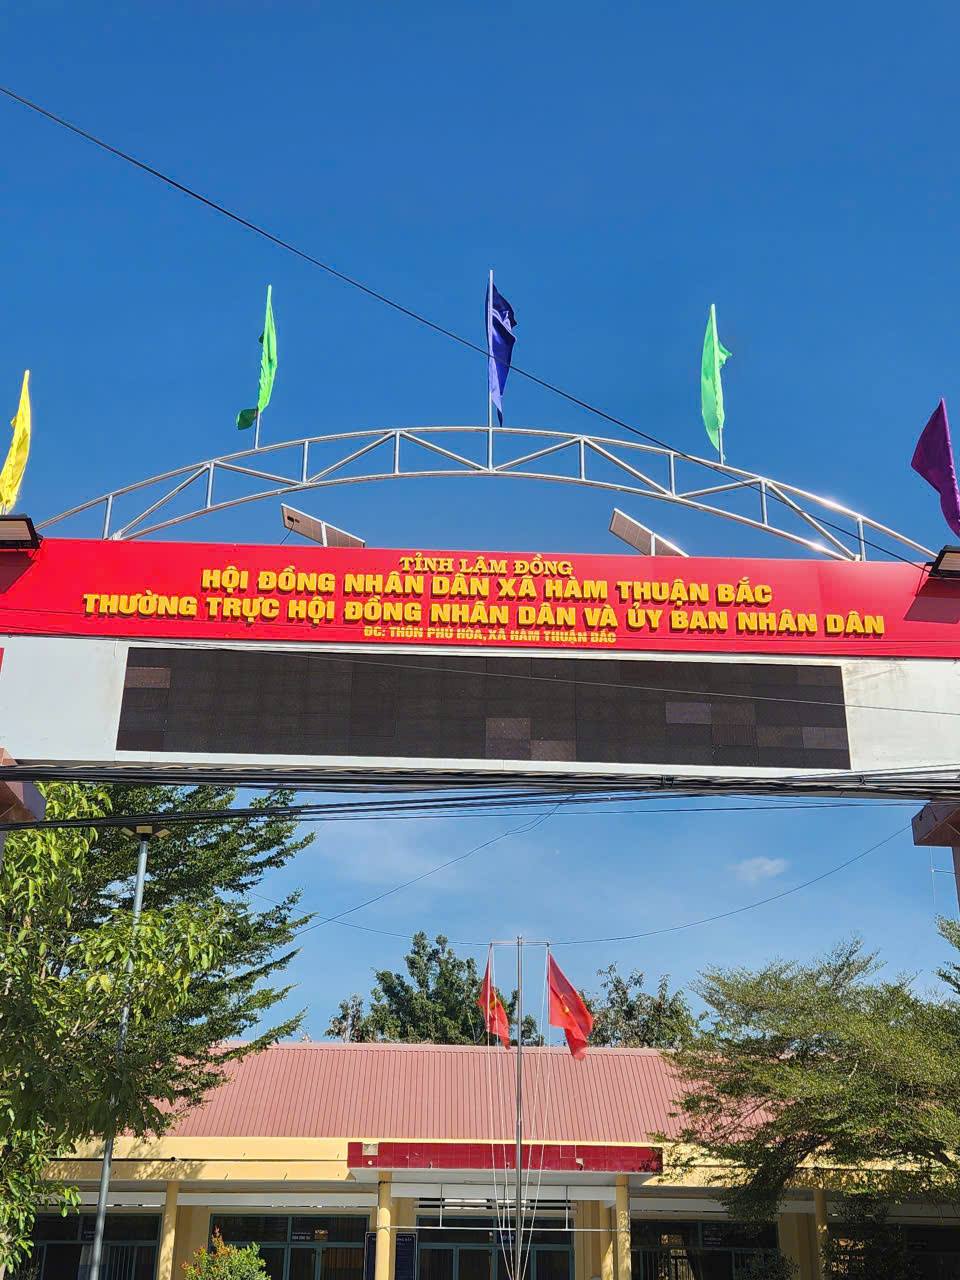 TỈNH LÂM ĐỒNG
HỘI ĐỒNG NHÂN DÂN XÃ HÀM THUẬN BẮC
THƯỜNG TRỰC HỘI ĐỒNG NHÂN DÂN VÀ ỦY BAN NHÂN DÂN
ĐC: THÔN PHÚ HÒA, XÃ HÀM THUẬN BẮC